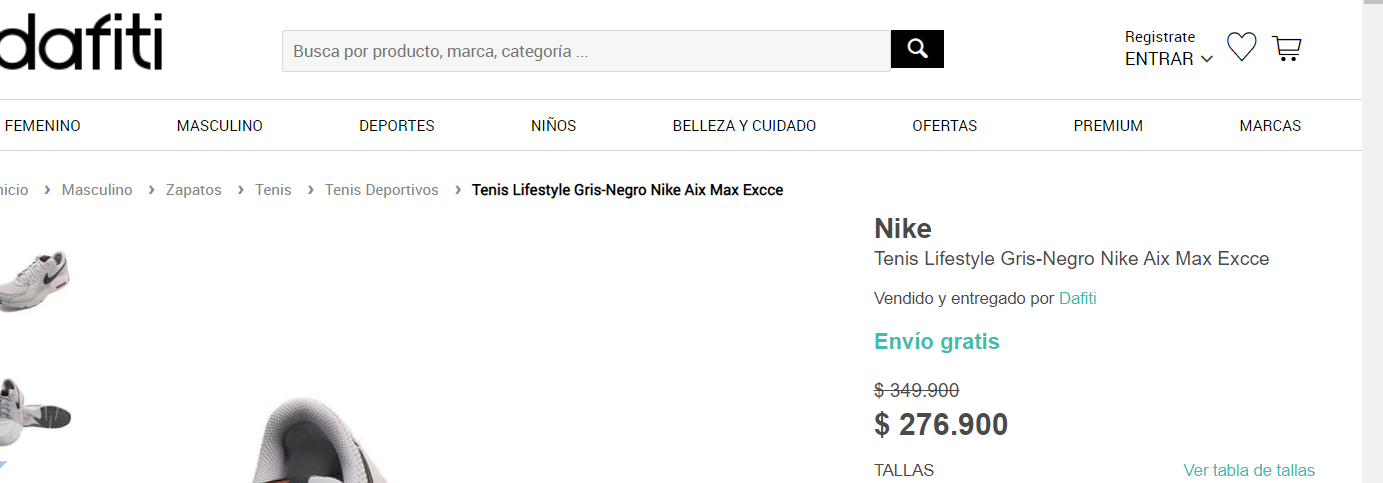 dafiti
Busca por producto, marca, categoría ...
Registrate
ENTRAR
FEMENINO MASCULINO DEPORTES NIÑOS BELLEZA Y CUIDADO OFERTAS PREMIUM MARCAS
nicio › Masculino › Zapatos › Tenis › Tenis Deportivos › Tenis Lifestyle Gris-Negro Nike Aix Max Excce
Nike
Tenis Lifestyle Gris-Negro Nike Aix Max Excce
Vendido y entregado por Dafiti
Envío gratis
$ 349.900
$ 276.900
TALLAS Ver tabla de tallas